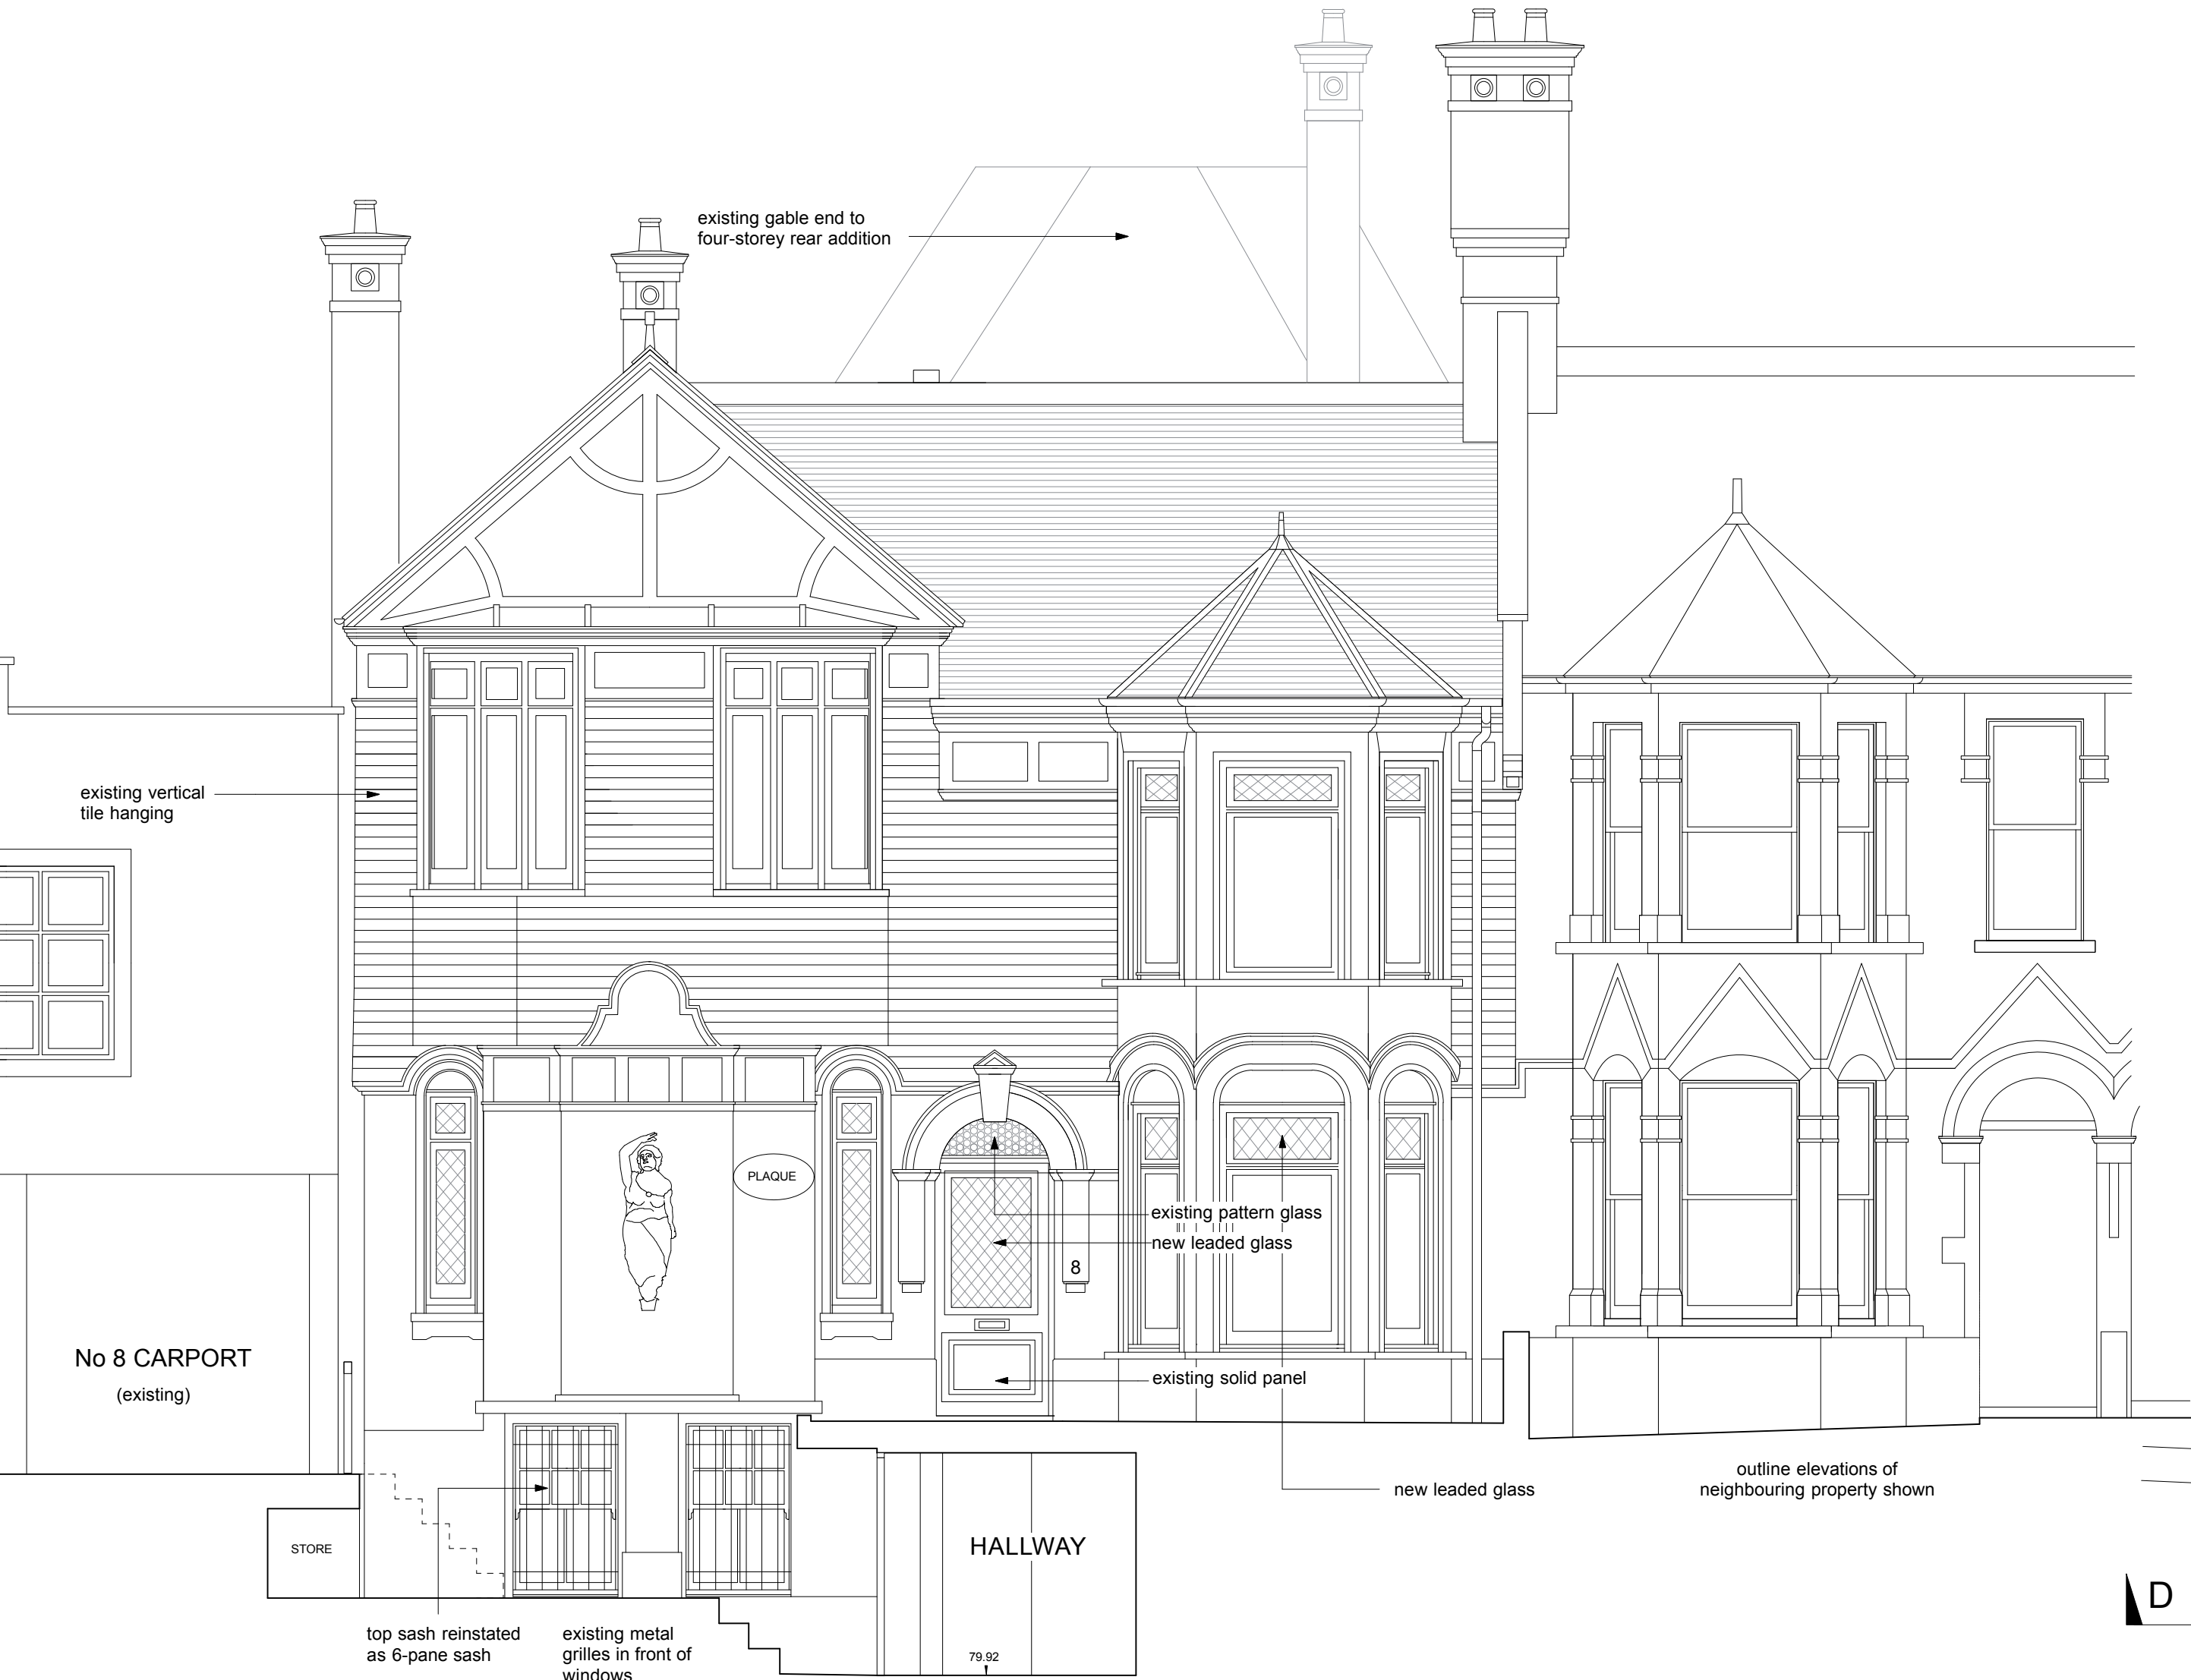 existing gable end to
four-storey rear addition
existing vertical
tile hanging
PLAQUE
existing pattern glass
new leaded glass
8
No 8 CARPORT
(existing)
existing solid panel
outline elevations of
neighbouring property shown
new leaded glass
STORE
HALLWAY
D
top sash reinstated
as 6-pane sash
existing metal
grilles in front of
windows
79.92